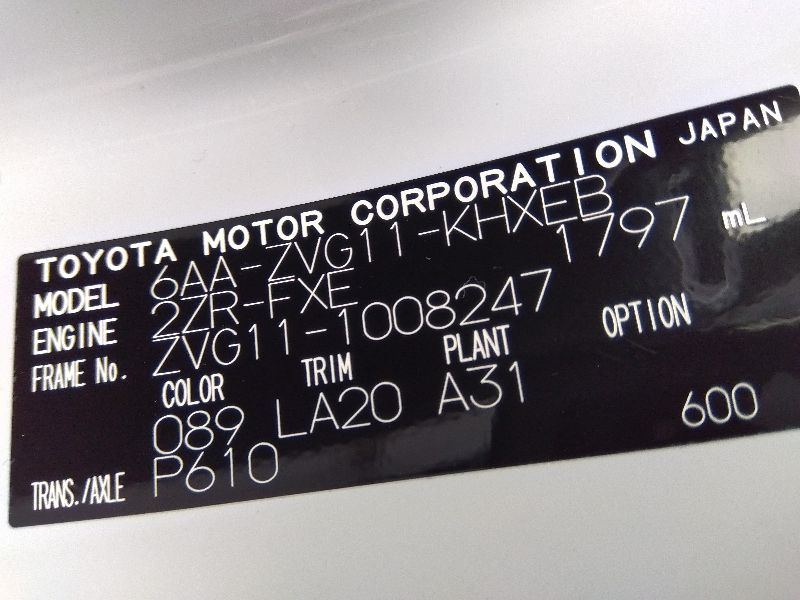 TOYOTA MOTOR CORPORATION JAPAN
MODEL 6AA-ZVG11-KHXEB
ENGINE 2ZR-FXE 1797 mL
FRAME No. ZVG11-1008247
COLOR TRIM PLANT OPTION
089 LA20 A31 600
TRANS./AXLE P610